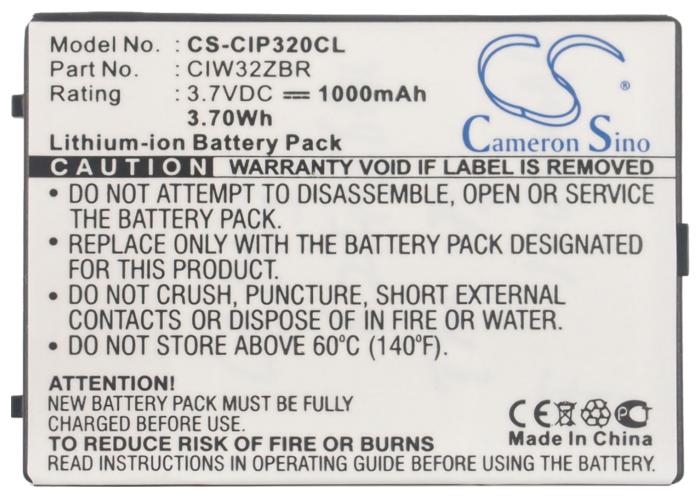 Model No. : CS-CIP320CL
Part No. : CIW32ZBR
Rating : 3.7VDC 1000mAh
3.70Wh
Lithium-ion Battery Pack
CS
Cameron Sino
CAUTION WARRANTY VOID IF LABEL IS REMOVED
• DO NOT ATTEMPT TO DISASSEMBLE, OPEN OR SERVICE
THE BATTERY PACK.
• REPLACE ONLY WITH THE BATTERY PACK DESIGNATED
FOR THIS PRODUCT.
• DO NOT CRUSH, PUNCTURE, SHORT EXTERNAL
CONTACTS OR DISPOSE OF IN FIRE OR WATER.
• DO NOT STORE ABOVE 60°C (140°F).
ATTENTION!
NEW BATTERY PACK MUST BE FULLY
CHARGED BEFORE USE
TO REDUCE RISK OF FIRE OR BURNS
READ INSTRUCTIONS OPERATING GUIDE BEFORE USING THE BATTERY.
CE PCT
Made In China